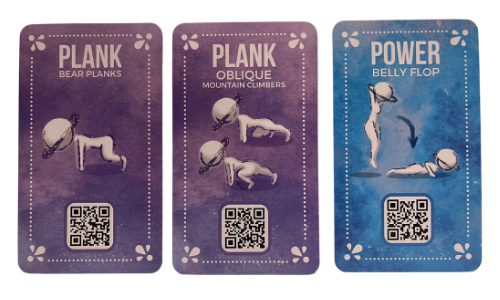 PLANK
BEAR PLANKS
PLANK
OBLIQUE
MOUNTAIN CLIMBERS
POWER
BELLY FLOP